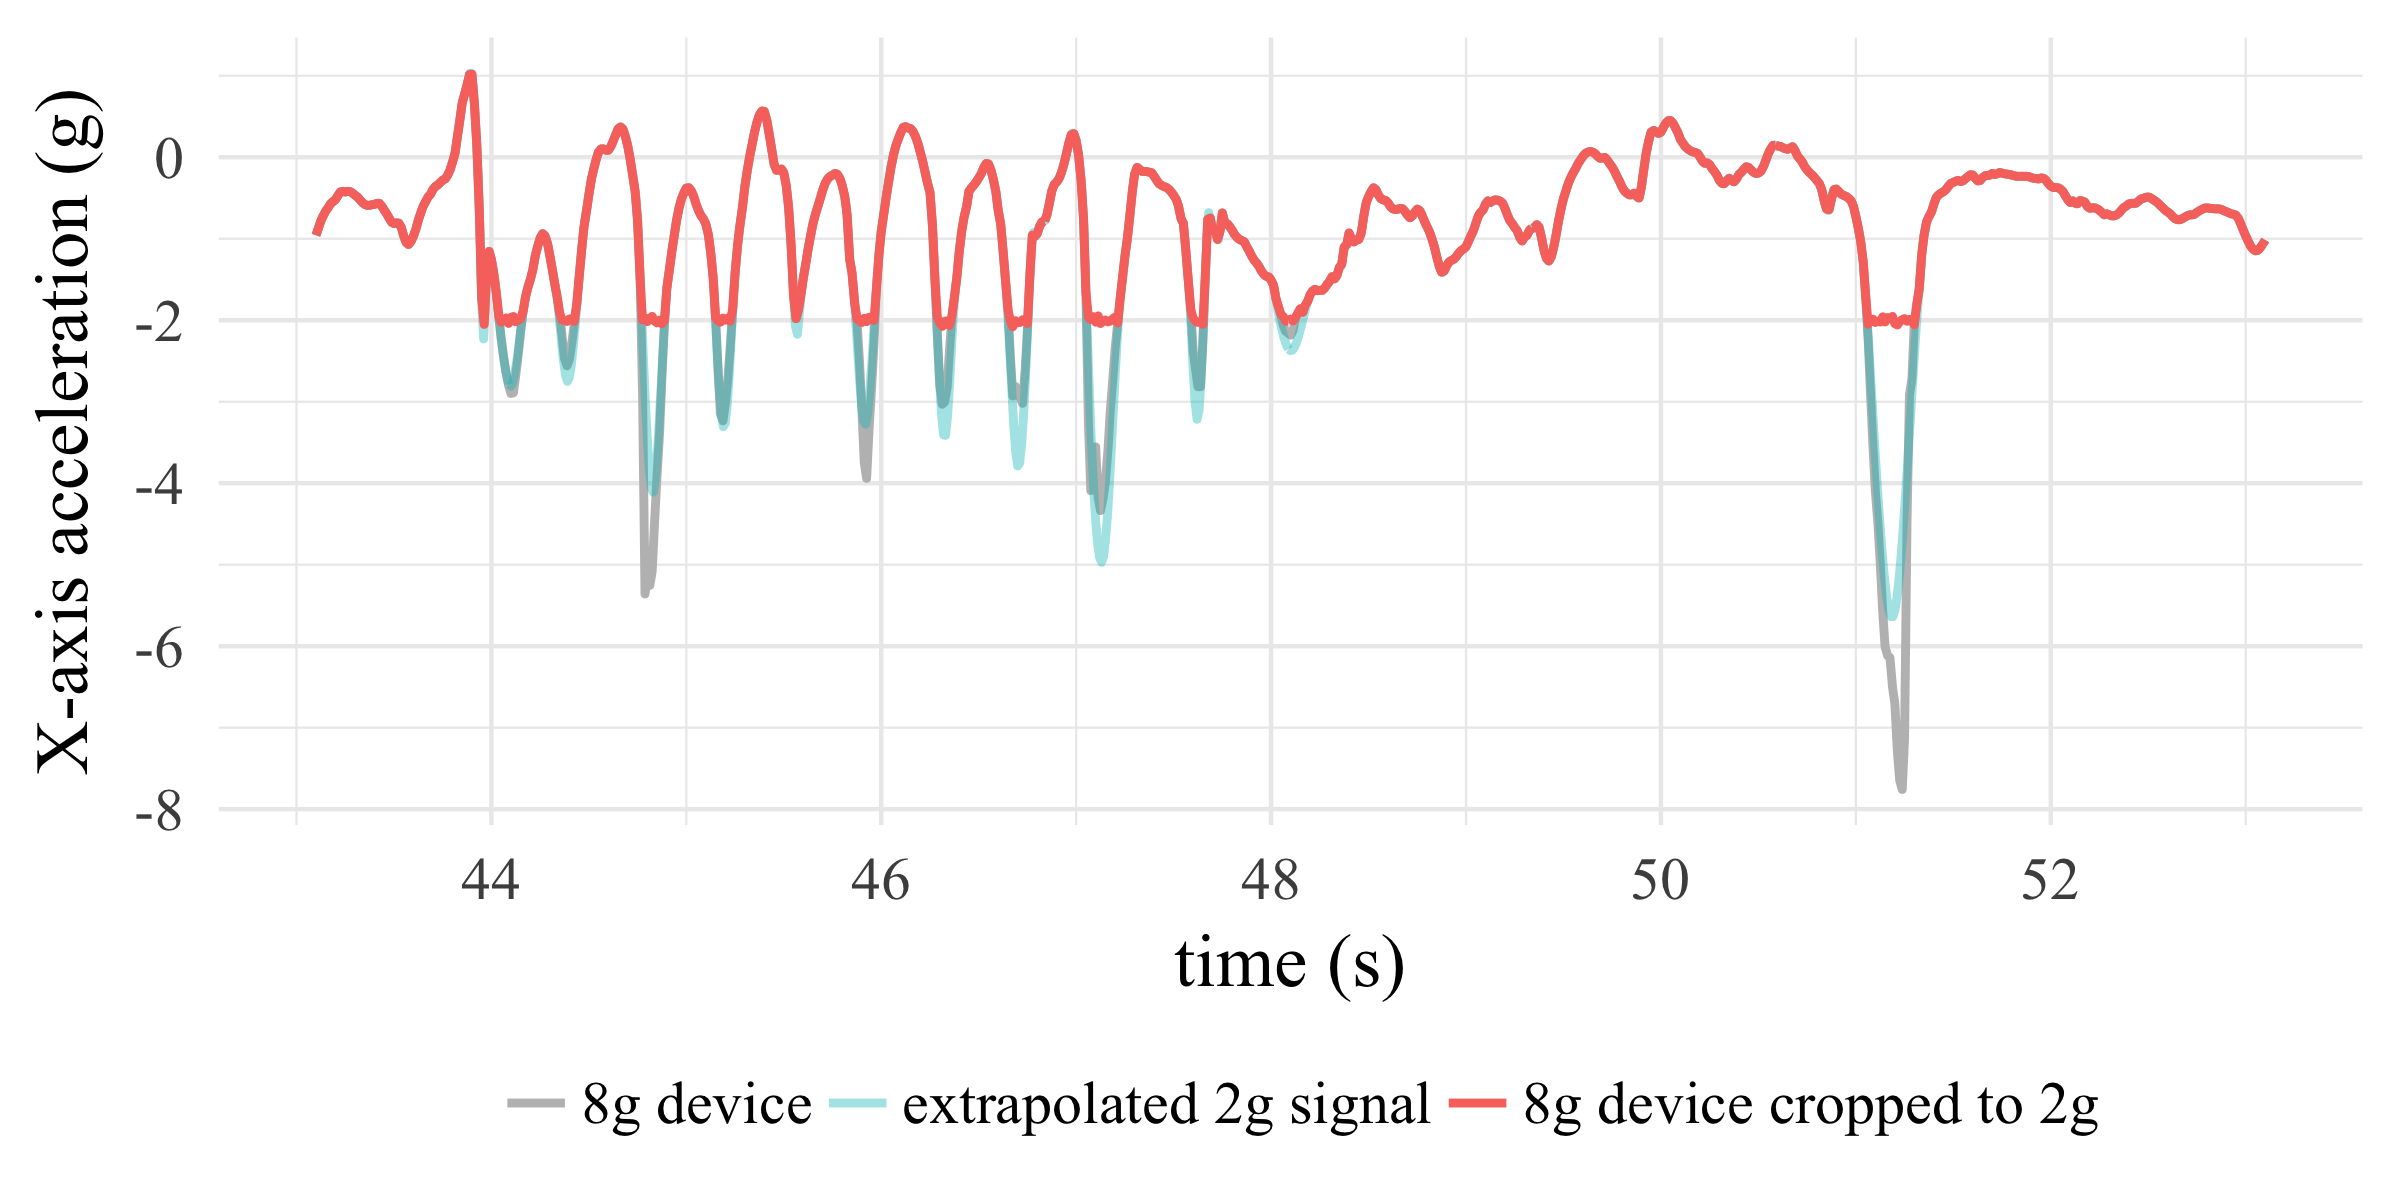 X-axis acceleration (g)
0
-2
-4
-6
-8
44 46 48 50 52
time (s)
8g device extrapolated 2g signal 8g device cropped to 2g